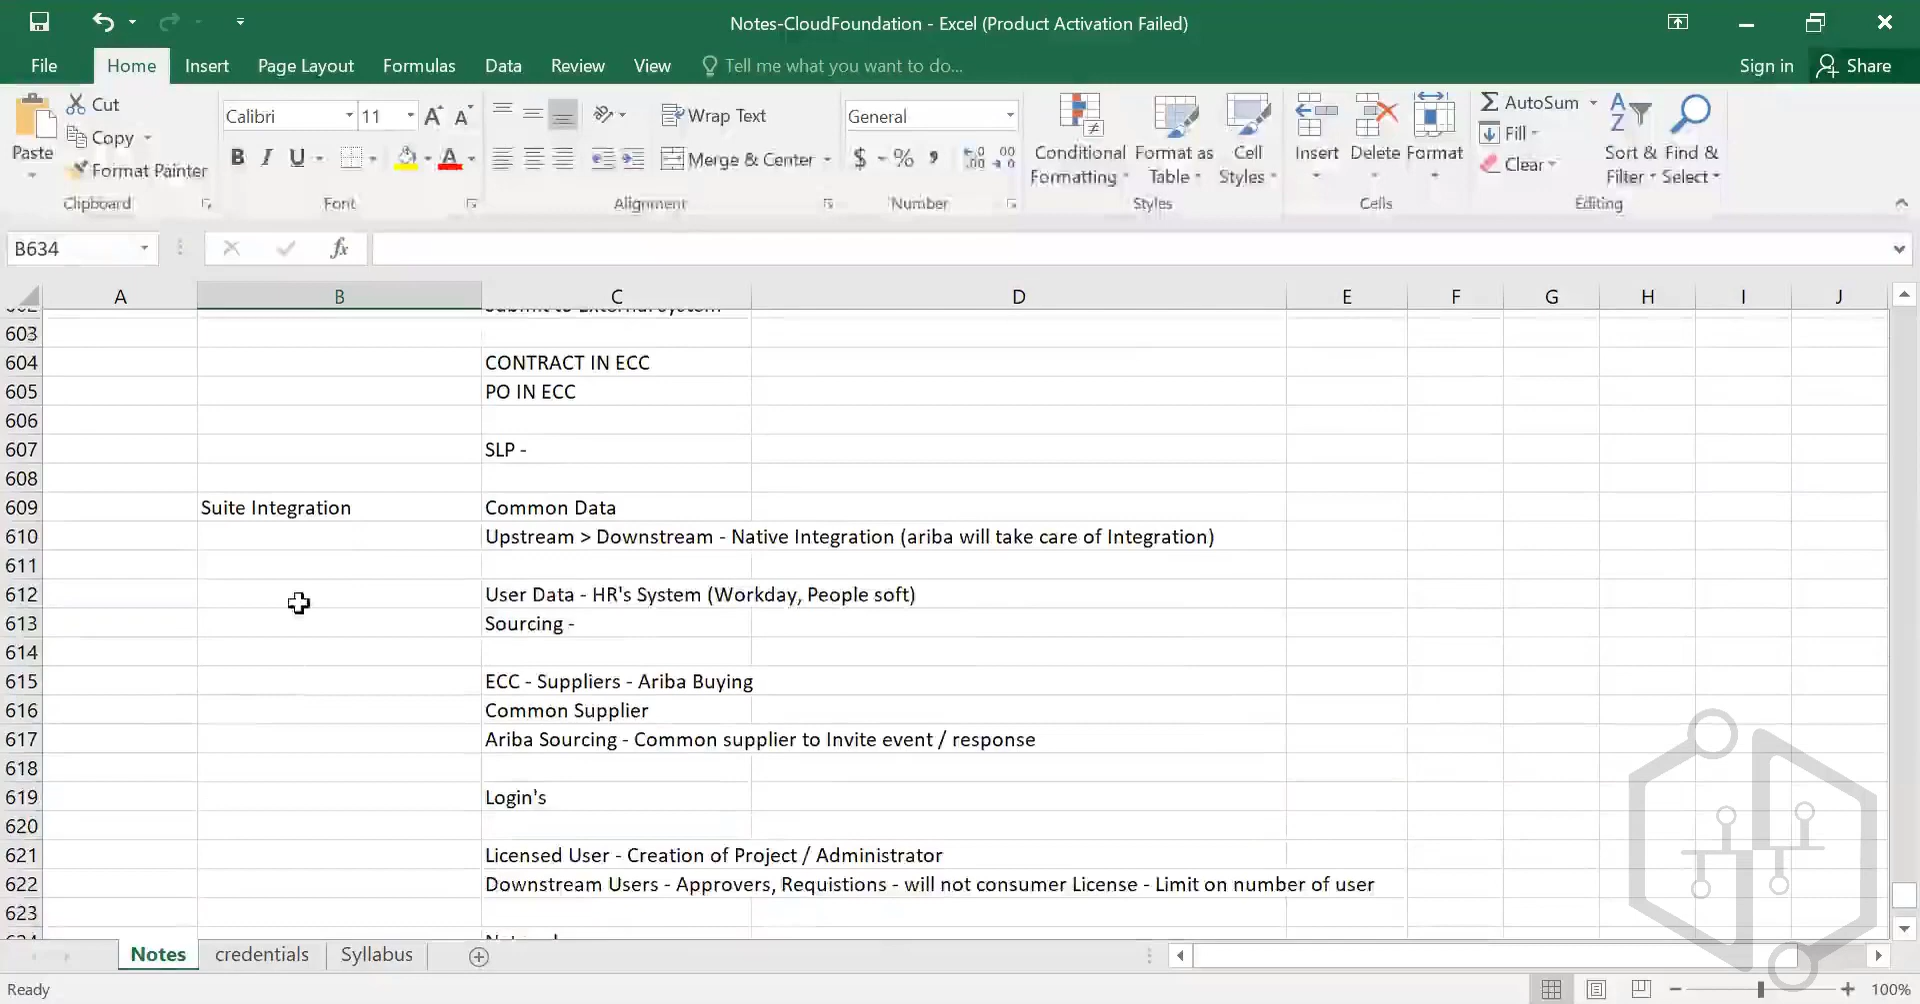 Notes-CloudFoundation - Excel (Product Activation Failed)
File Home Insert Page Layout Formulas Data Review View Tell me what you want to do... Sign in Share
Cut
Copy
Format Painter
Paste
Clipboard
Calibri 11
B I U
Font
Wrap Text
Merge & Center
Alignment
General
$ % ,
Number
Conditional Formatting
Format as Table
Cell Styles
Styles
Insert Delete Format
Cells
AutoSum
Fill
Clear
Sort & Filter
Find & Select
Editing
B634 fx
A B C D E F G H I J
602 Submit to External system
603
604 CONTRACT IN ECC
605 PO IN ECC
606
607 SLP -
608
609 Suite Integration Common Data
610 Upstream > Downstream - Native Integration (ariba will take care of Integration)
611
612 User Data - HR's System (Workday, People soft)
613 Sourcing -
614
615 ECC - Suppliers - Ariba Buying
616 Common Supplier
617 Ariba Sourcing - Common supplier to Invite event / response
618
619 Login's
620
621 Licensed User - Creation of Project / Administrator
622 Downstream Users - Approvers, Requistions - will not consumer License - Limit on number of user
623
624
Notes credentials Syllabus
Ready 100%